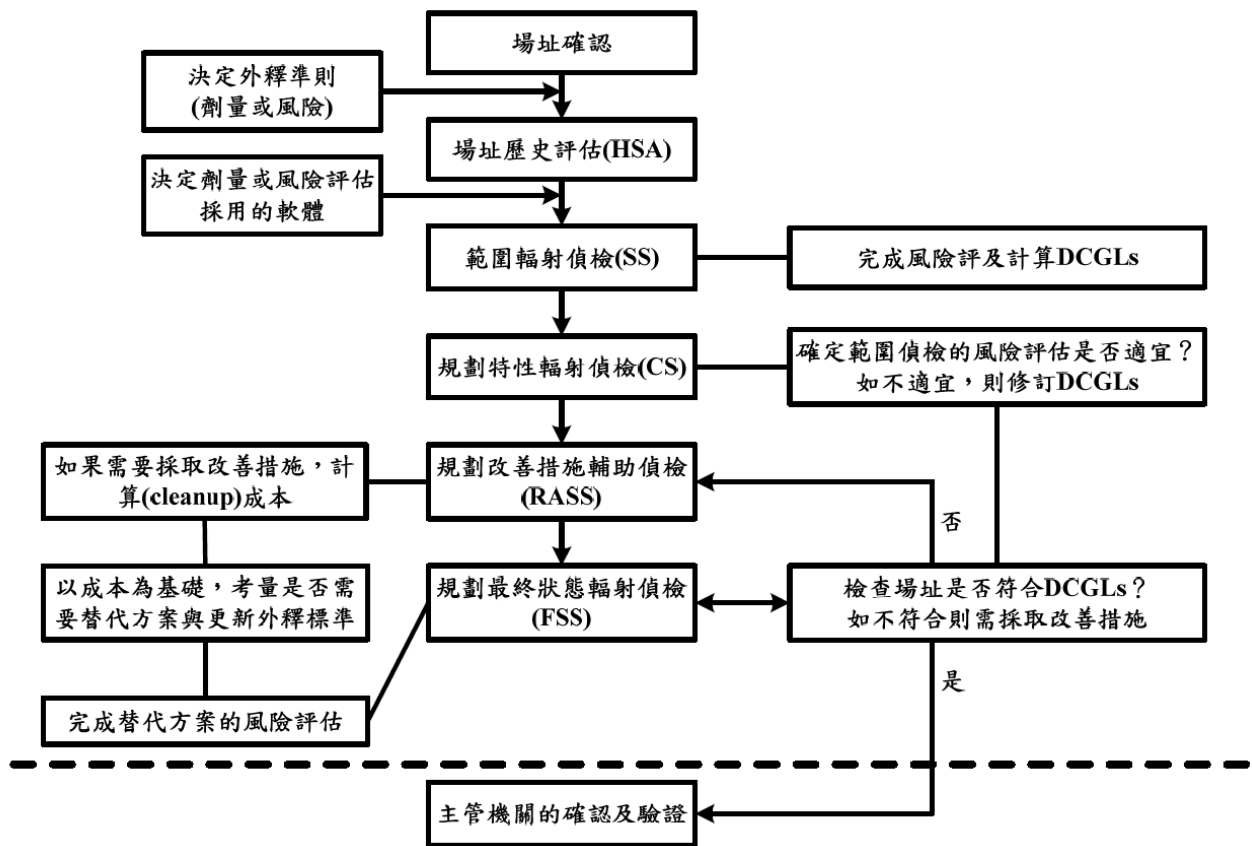 場址確認
決定外釋準則
(劑量或風險)
場址歷史評估(HSA)
決定劑量或風險評估
採用的軟體
範圍輻射偵檢(SS)
完成風險評及計算DCGLs
規劃特性輻射偵檢(CS)
確定範圍偵檢的風險評估是否適宜？
如不適宜，則修訂DCGLs
如果需要採取改善措施，計
算(cleanup)成本
規劃改善措施輔助偵檢
(RASS)
否
以成本為基礎，考量是否需
要替代方案與更新外釋標準
規劃最終狀態輻射偵檢
(FSS)
檢查場址是否符合DCGLs？
如不符合則需採取改善措施
是
完成替代方案的風險評估
主管機關的確認及驗證